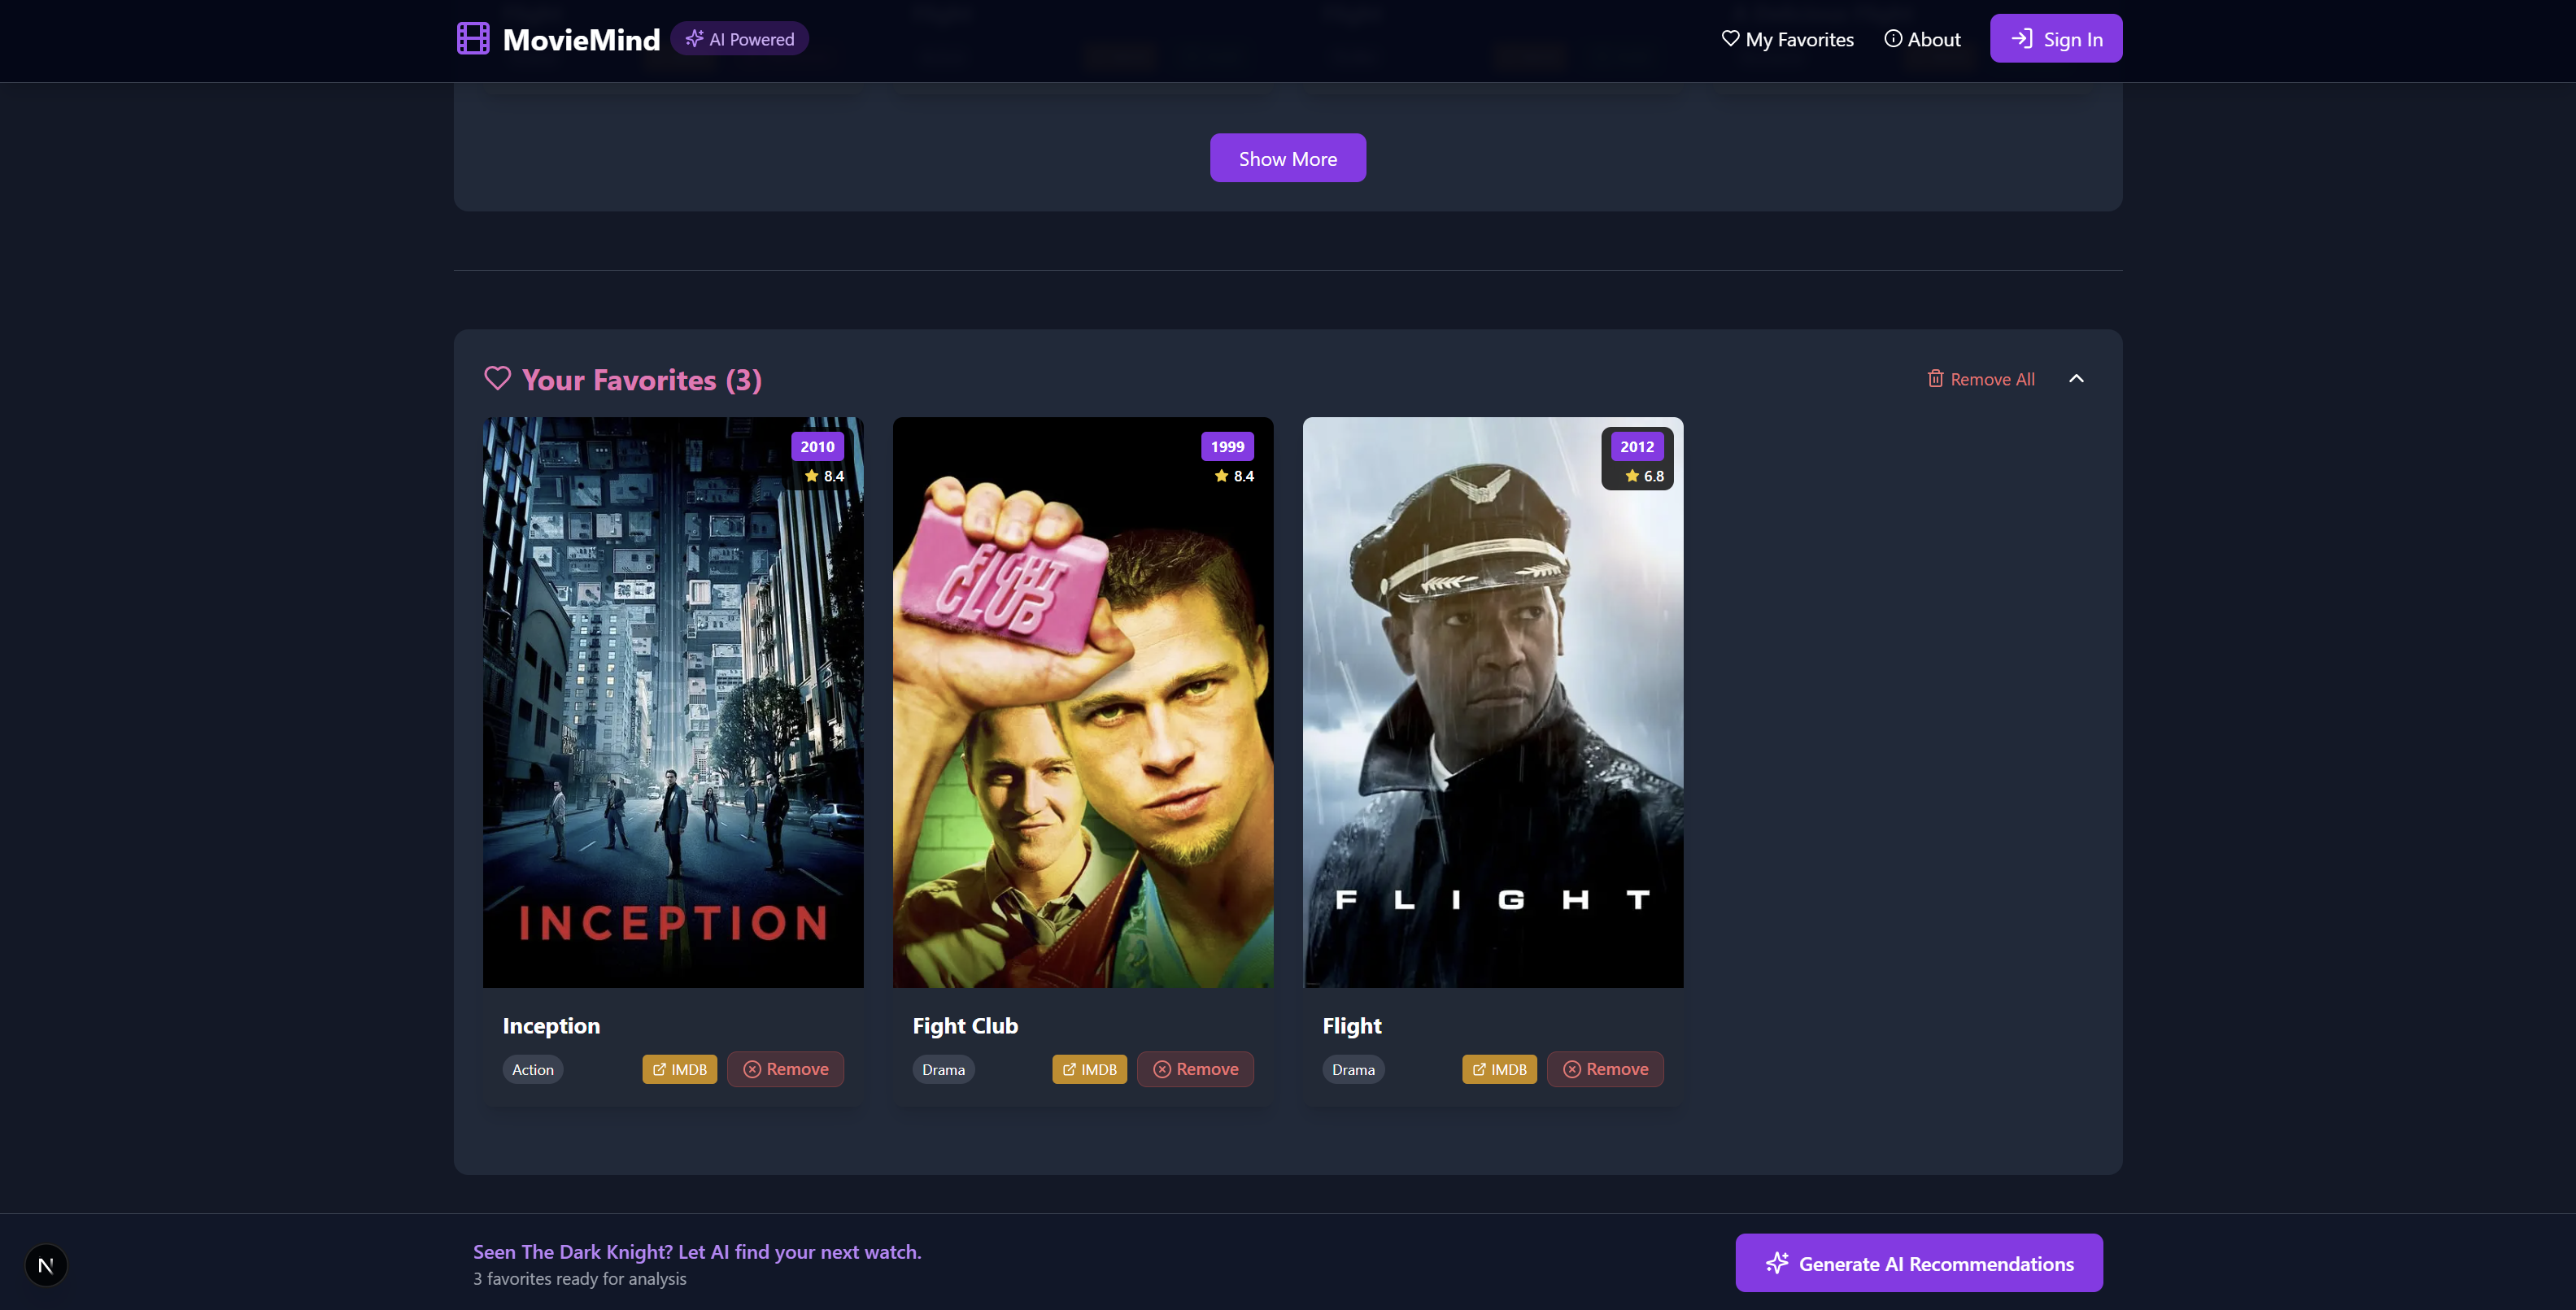 MovieMind AI Powered My Favorites About Sign In
Show More
Your Favorites (3) Remove All
2010
8.4
1999
8.4
2012
6.8
FIGHT
CLUB
INCEPTION
F L I G H T
Inception
Action IMDB Remove
Fight Club
Drama IMDB Remove
Flight
Drama IMDB Remove
Seen The Dark Knight? Let AI find your next watch.
3 favorites ready for analysis
Generate AI Recommendations
N